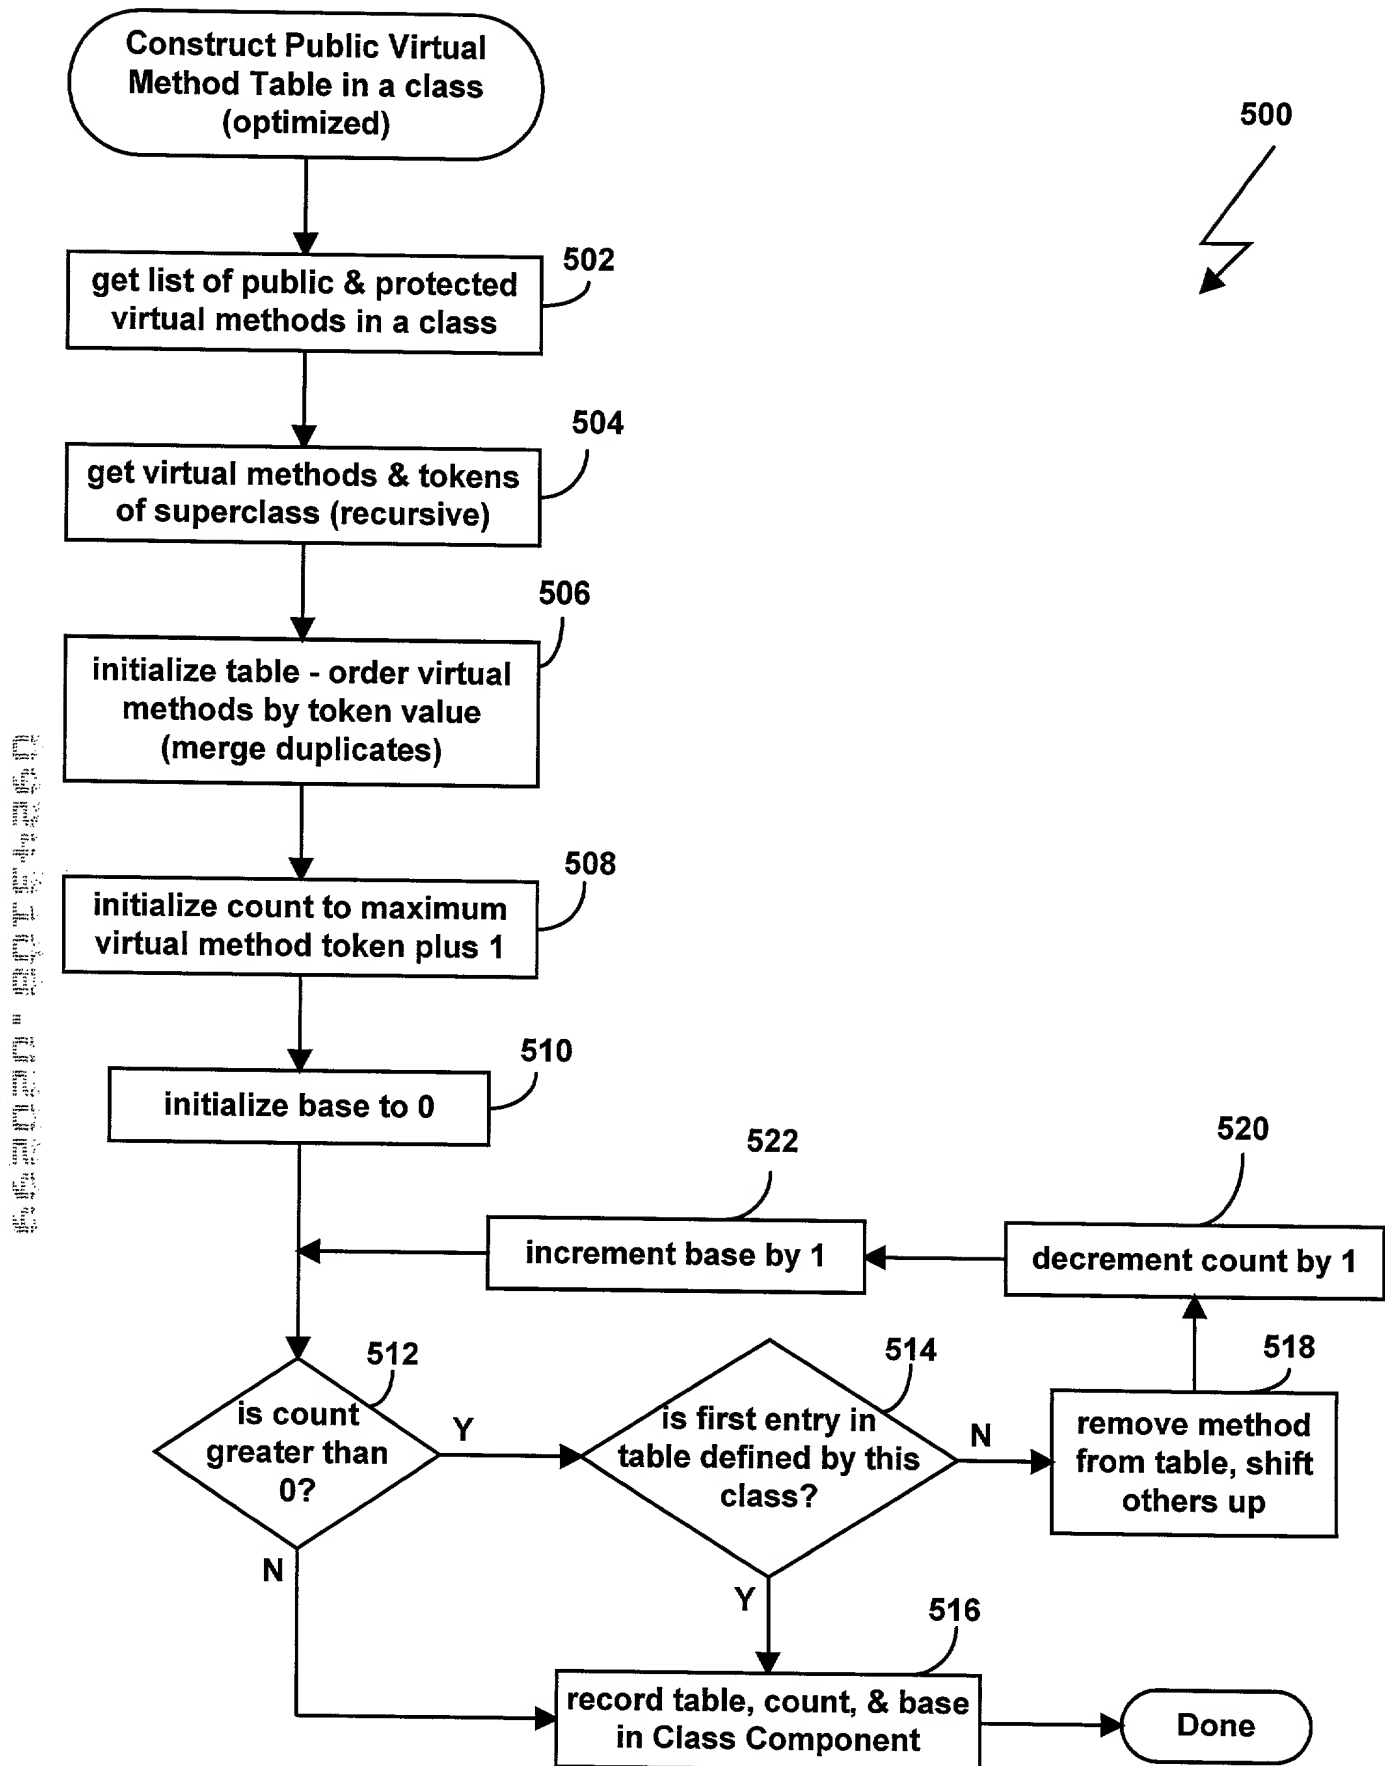 Construct Public Virtual
Method Table in a class
(optimized)
500
502
get list of public & protected
virtual methods in a class
504
get virtual methods & tokens
of superclass (recursive)
506
initialize table - order virtual
methods by token value
(merge duplicates)
508
initialize count to maximum
virtual method token plus 1
510
initialize base to 0
522
520
increment base by 1
decrement count by 1
512
514
518
is count
greater than
0?
Y
is first entry in
table defined by this
class?
N
remove method
from table, shift
others up
N
Y
516
record table, count, & base
in Class Component
Done